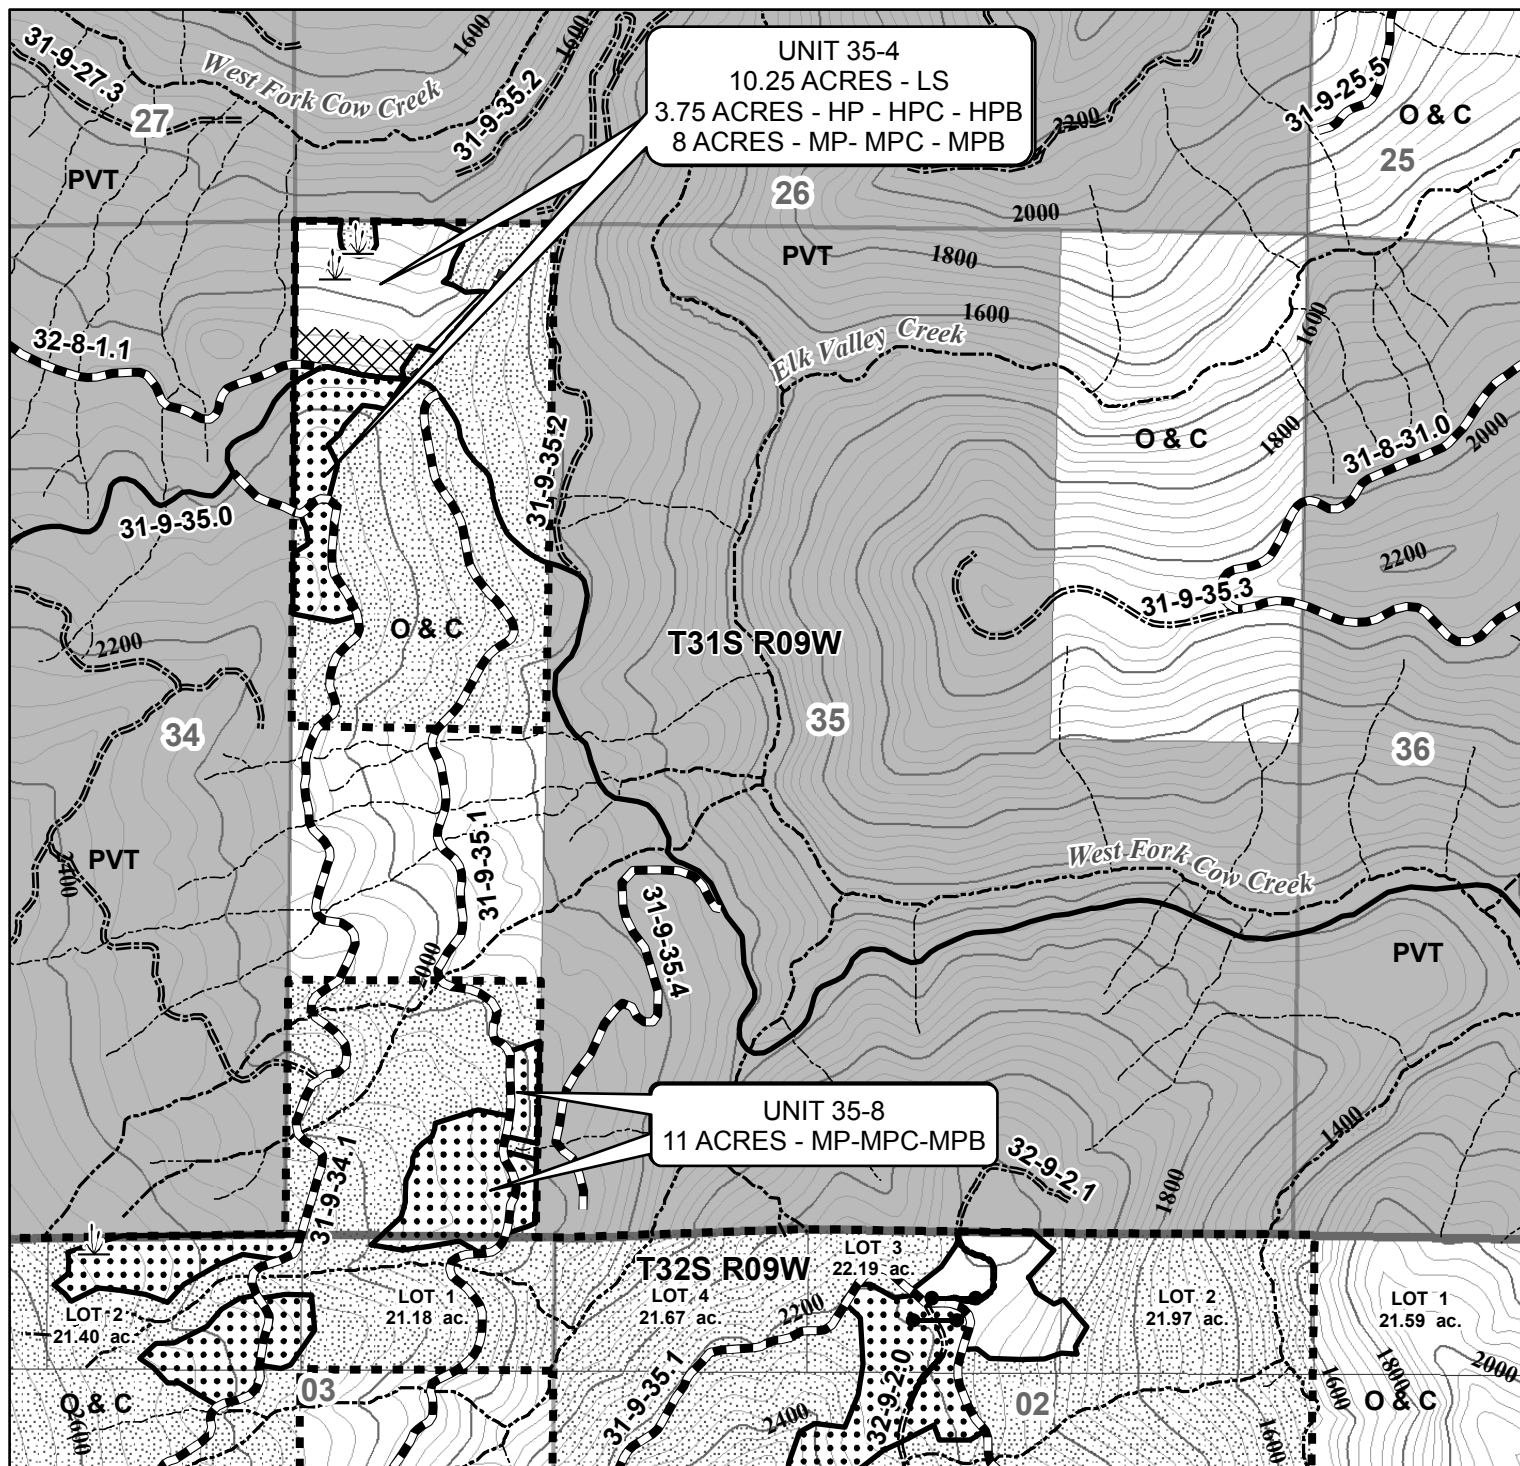 UNIT 35-4
10.25 ACRES - LS
3.75 ACRES - HP - HPC - HPB
8 ACRES - MP- MPC - MPB
1600
1600
31-9-27.3
West Fork Cow Creek
31-9-35.2
27
2200
31-9-25.5
O & C
25
PVT
26
2000
PVT
1800
1600
1600
32-8-1.1
Elk Valley Creek
31-9-35.2
O & C
1800
31-8-31.0
2000
31-9-35.0
2200
31-9-35.3
O & C
T31S R09W
2200
34
35
36
31-9-35.1
PVT
2400
West Fork Cow Creek
31-9-35.4
2000
PVT
UNIT 35-8
11 ACRES - MP-MPC-MPB
1400
31-9-34.1
32-9-2.1
1800
T32S R09W
LOT 3
22.19 ac.
LOT 2
21.40 ac.
LOT 1
21.18 ac.
LOT 4
21.67 ac.
2200
LOT 2
21.97 ac.
LOT 1
21.59 ac.
31-9-35.1
32-9-2.0
1600
1800
2000
03
02
O & C
O & C
2600
2400
1600